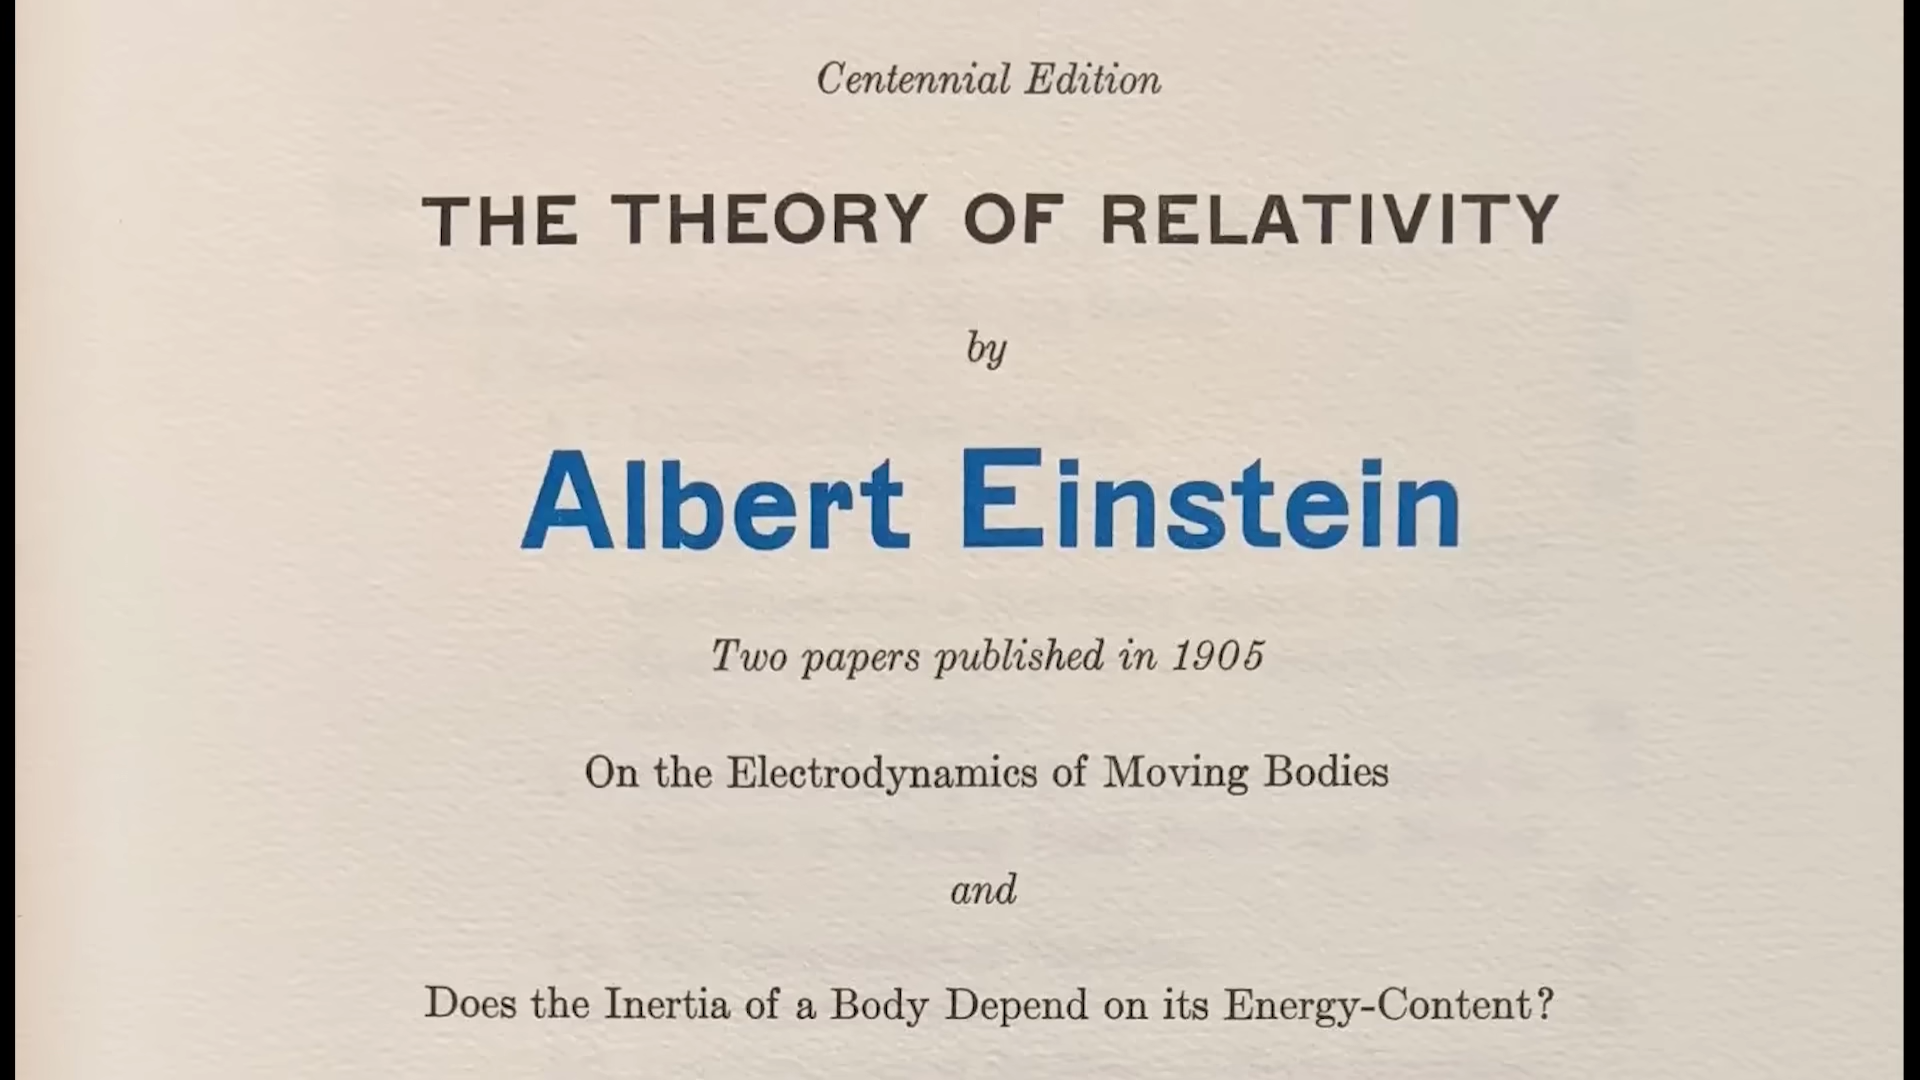 Centennial Edition
THE THEORY OF RELATIVITY
by
Albert Einstein
Two papers published in 1905
On the Electrodynamics of Moving Bodies
and
Does the Inertia of a Body Depend on its Energy-Content?